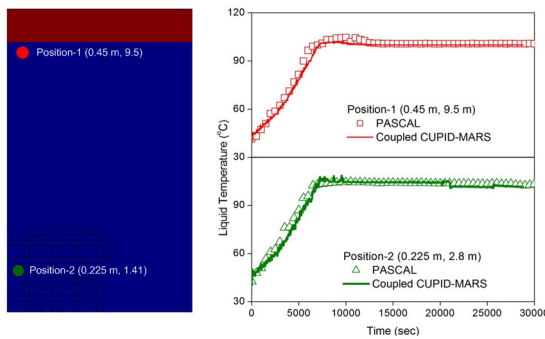 Position-1 (0.45 m, 9.5)
Position-2 (0.225 m, 1.41)
Liquid Temperature (°C)
120
90
60
30
Position-1 (0.45 m, 9.5 m)
PASCAL
Coupled CUPID-MARS
90
60
30
Position-2 (0.225 m, 2.8 m)
PASCAL
Coupled CUPID-MARS
0 5000 10000 15000 20000 25000 30000
Time (sec)